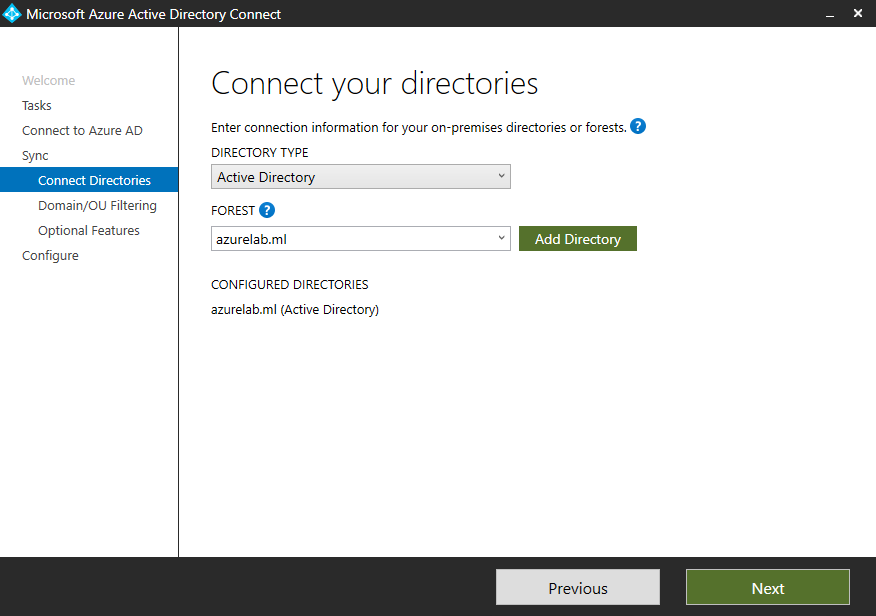 Microsoft Azure Active Directory Connect
Welcome
Tasks
Connect to Azure AD
Sync
Connect Directories
Domain/OU Filtering
Optional Features
Configure
Connect your directories
Enter connection information for your on-premises directories or forests. ?
DIRECTORY TYPE
Active Directory
FOREST ?
azurelab.ml
Add Directory
CONFIGURED DIRECTORIES
azurelab.ml (Active Directory)
Previous
Next